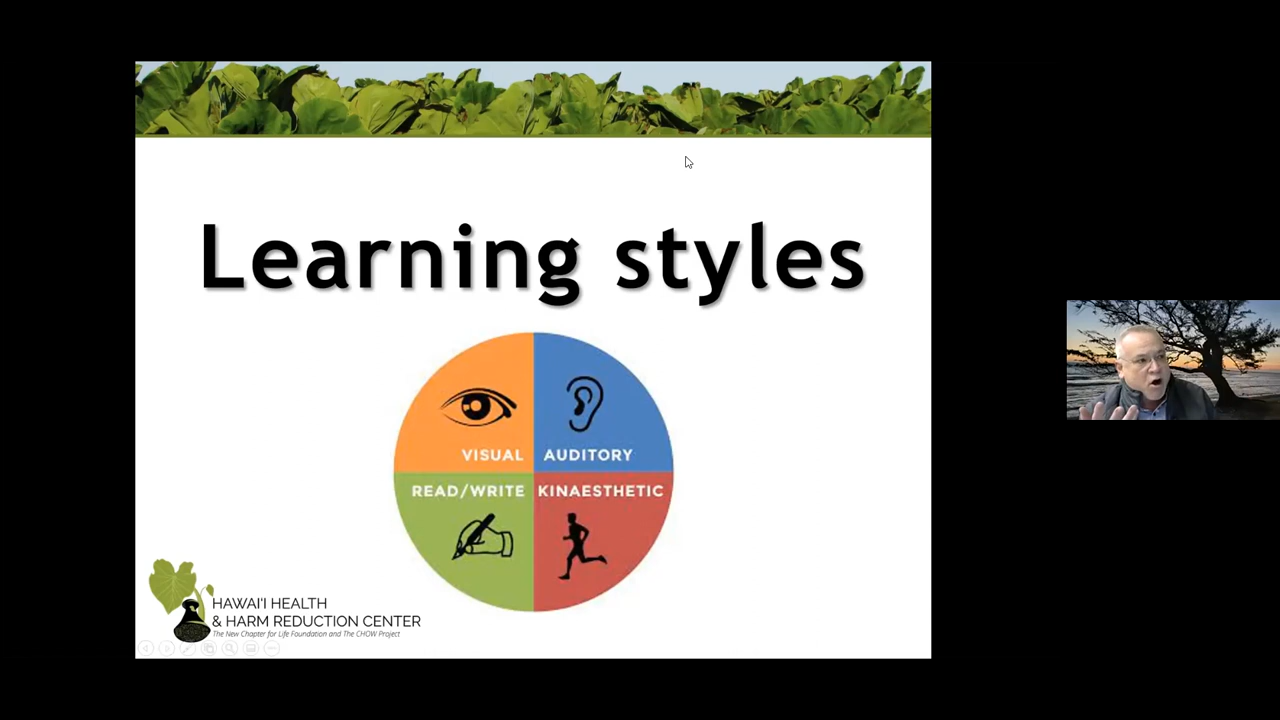 Learning styles
VISUAL
AUDITORY
READ/WRITE
KINAESTHETIC
HAWAI'I HEALTH
& HARM REDUCTION CENTER
The New Chapter for Life Foundation and The CHOW Project